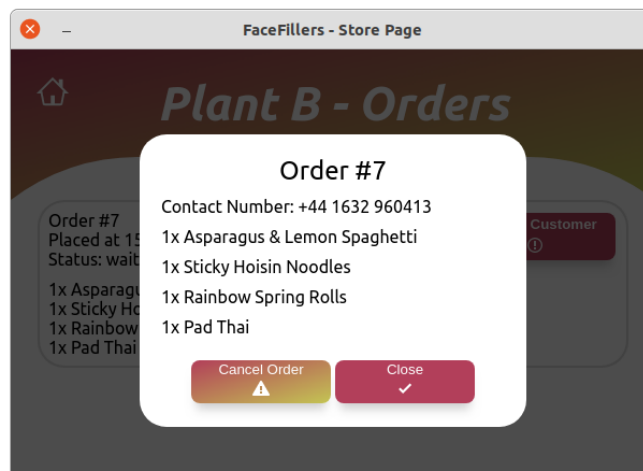 FaceFillers - Store Page
Plant B - Orders
Order #7
Contact Number: +44 1632 960413
1x Asparagus & Lemon Spaghetti
1x Sticky Hoisin Noodles
1x Rainbow Spring Rolls
1x Pad Thai
Cancel Order
Close
Order #7
Placed at 15
Status: wait
1x Asparagu
1x Sticky Ho
1x Rainbow
1x Pad Thai
Customer